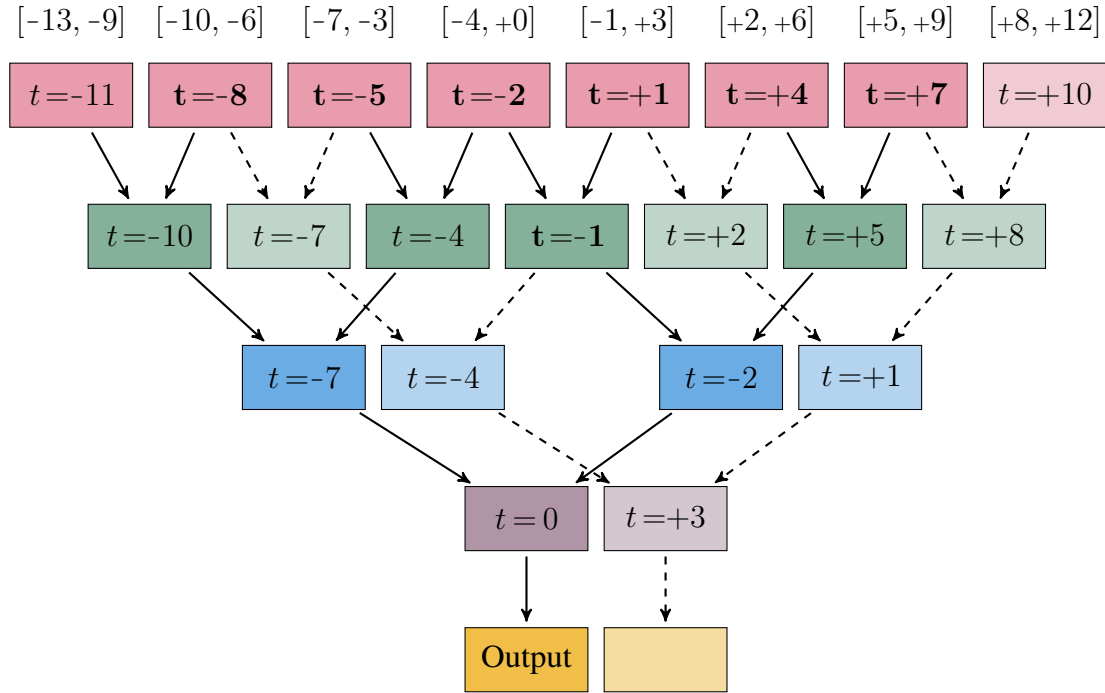 [-13, -9] [-10, -6] [-7, -3] [-4, +0] [-1, +3] [+2, +6] [+5, +9] [+8, +12]
t=-11 t=-8 t=-5 t=-2 t=+1 t=+4 t=+7 t=+10
t=-10 t=-7 t=-4 t=-1 t=+2 t=+5 t=+8
t=-7 t=-4 t=-2 t=+1
t=0 t=+3
Output